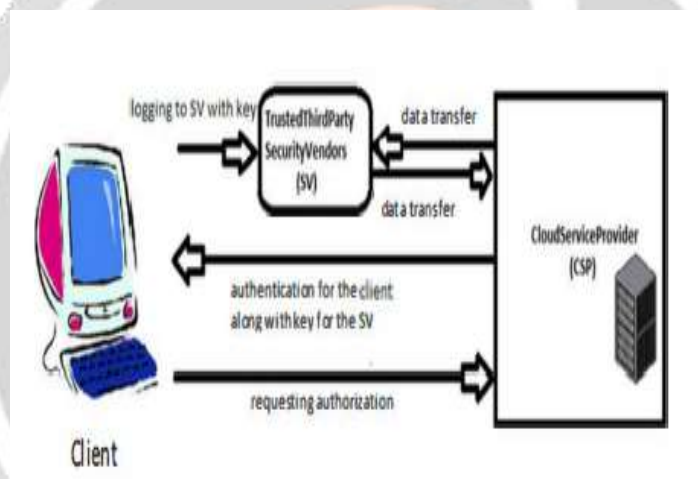 logging to SV with key
TrustedThirdParty
SecurityVendors
(SV)
data transfer
data transfer
CloudServiceProvider
(CSP)
authentication for the client
along with key for the SV
requesting authorization
Client